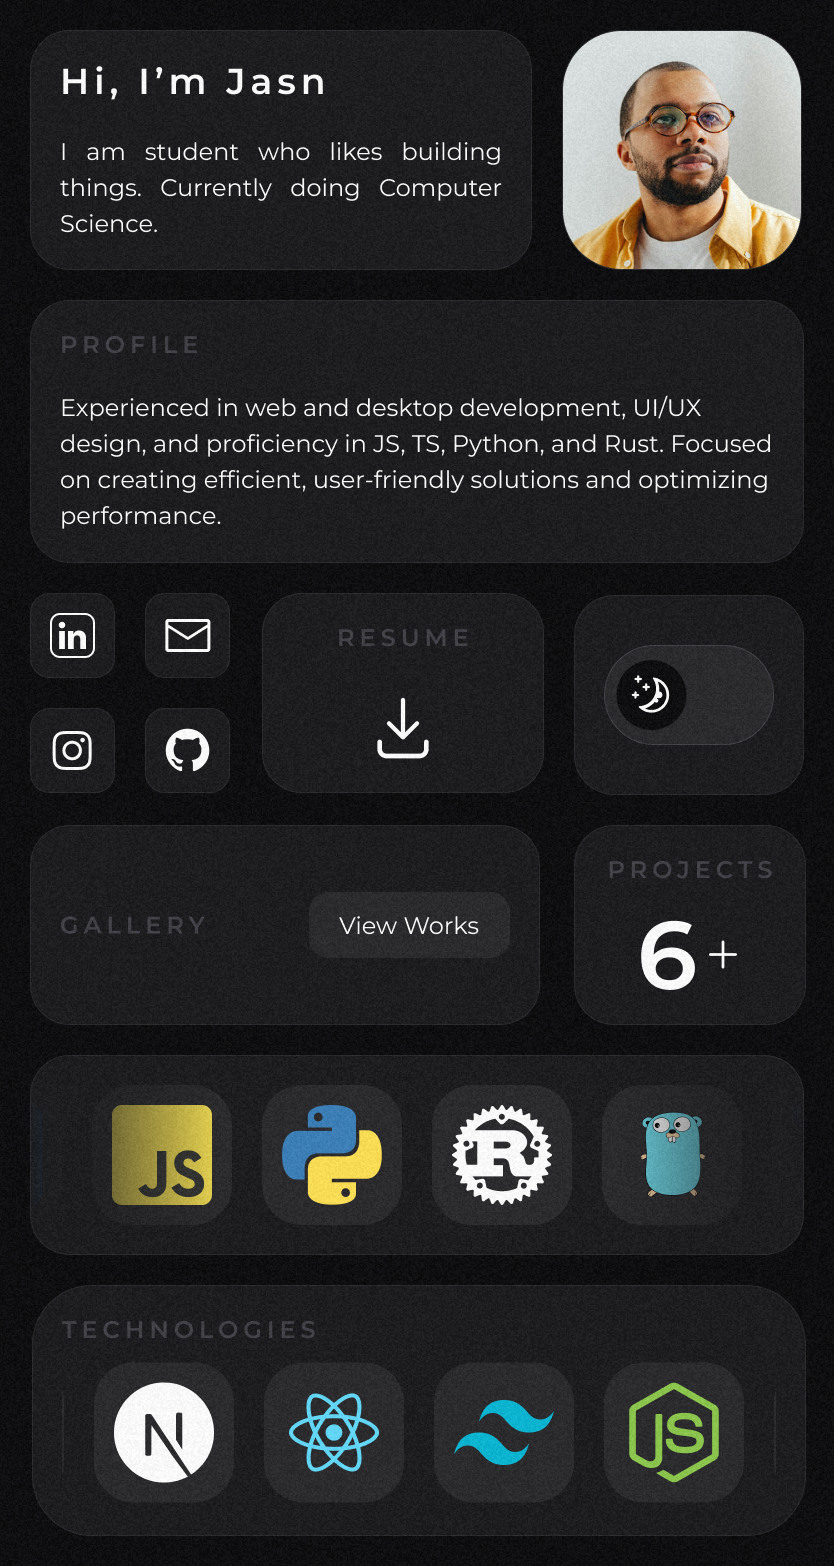 Hi, I’m Jasn
I am student who likes building
things. Currently doing Computer
Science.
PROFILE
Experienced in web and desktop development, UI/UX
design, and proficiency in JS, TS, Python, and Rust. Focused
on creating efficient, user-friendly solutions and optimizing
performance.
in
RESUME
GALLERY
View Works
PROJECTS
6+
JS
R
TECHNOLOGIES
N
JS